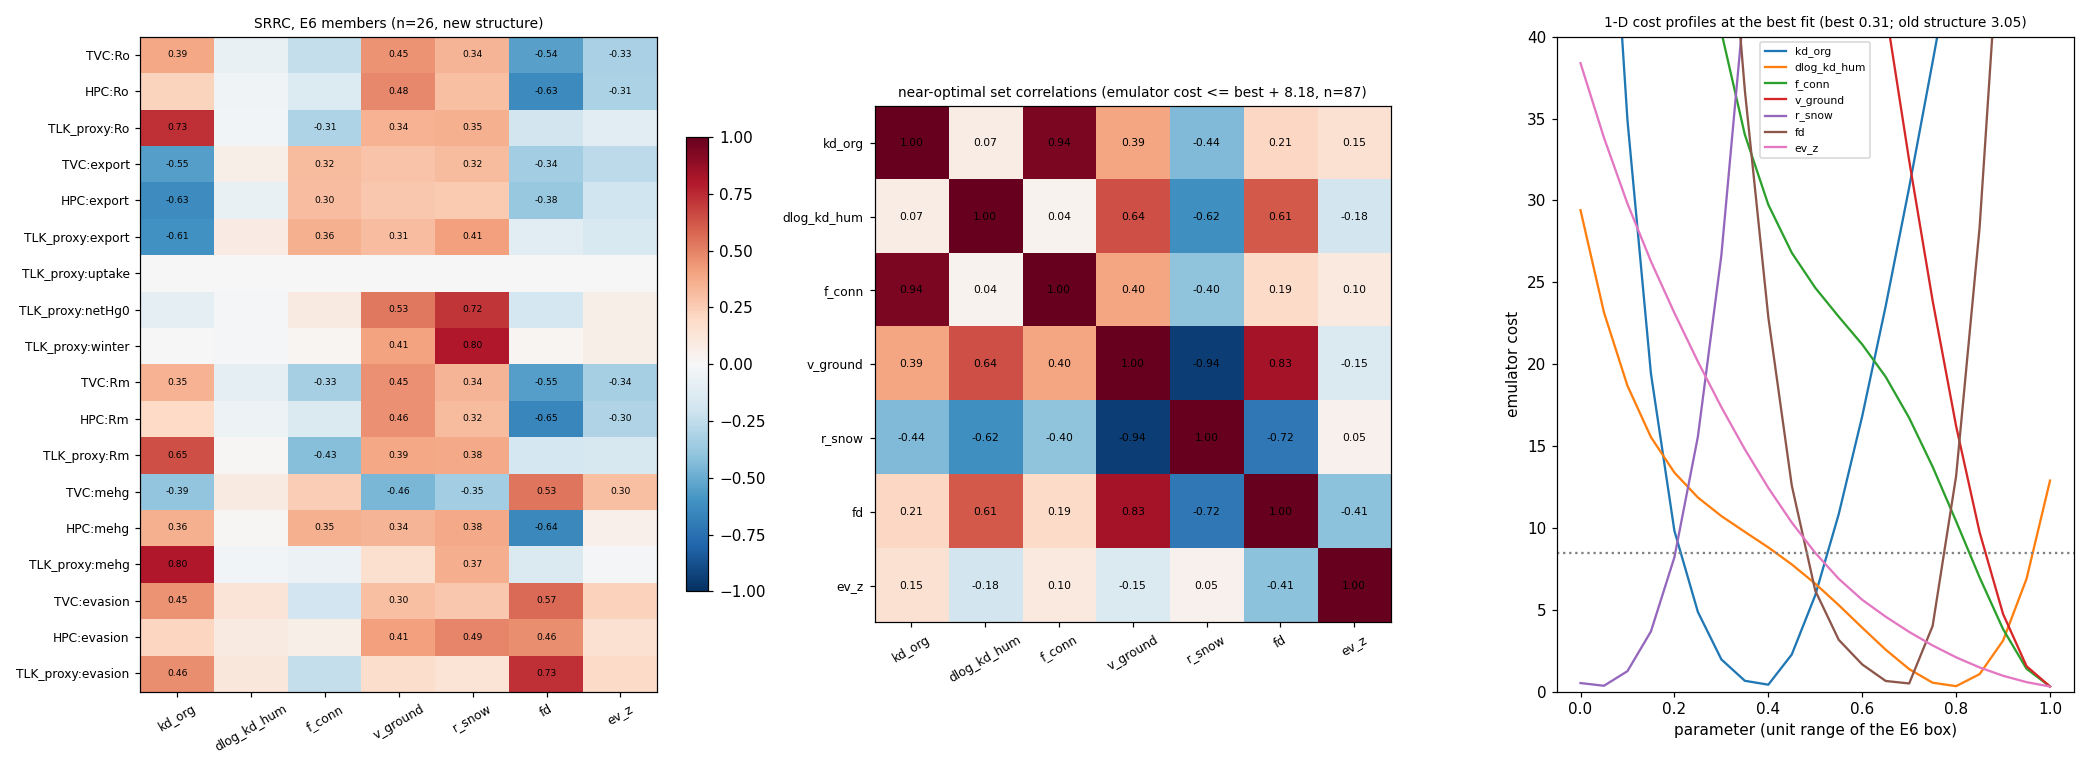 SRRC, E6 members (n=26, new structure)
TVC:Ro 0.39 0.45 0.34 -0.54 -0.33
HPC:Ro 0.48 -0.63 -0.31
TLK_proxy:Ro 0.73 -0.31 0.34 0.35
TVC:export -0.55 0.32 0.32 -0.34
HPC:export -0.63 0.30 -0.38
TLK_proxy:export -0.61 0.36 0.31 0.41
TLK_proxy:uptake
TLK_proxy:netHg0 0.53 0.72
TLK_proxy:winter 0.41 0.80
TVC:Rm 0.35 -0.33 0.45 0.34 -0.55 -0.34
HPC:Rm 0.46 0.32 -0.65 -0.30
TLK_proxy:Rm 0.65 -0.43 0.39 0.38
TVC:mehg -0.39 -0.46 -0.35 0.53 0.30
HPC:mehg 0.36 0.35 0.34 0.38 -0.64
TLK_proxy:mehg 0.80 0.37
TVC:evasion 0.45 0.30 0.57
HPC:evasion 0.41 0.49 0.46
TLK_proxy:evasion 0.46 0.73
kd_org dlog_kd_hum f_conn v_ground r_snow fd ev_z
1.00
0.75
0.50
0.25
0.00
−0.25
−0.50
−0.75
−1.00
near-optimal set correlations (emulator cost <= best + 8.18, n=87)
kd_org 1.00 0.07 0.94 0.39 -0.44 0.21 0.15
dlog_kd_hum 0.07 1.00 0.04 0.64 -0.62 0.61 -0.18
f_conn 0.94 0.04 1.00 0.40 -0.40 0.19 0.10
v_ground 0.39 0.64 0.40 1.00 -0.94 0.83 -0.15
r_snow -0.44 -0.62 -0.40 -0.94 1.00 -0.72 0.05
fd 0.21 0.61 0.19 0.83 -0.72 1.00 -0.41
ev_z 0.15 -0.18 0.10 -0.15 0.05 -0.41 1.00
kd_org dlog_kd_hum f_conn v_ground r_snow fd ev_z
1-D cost profiles at the best fit (best 0.31; old structure 3.05)
kd_org
dlog_kd_hum
f_conn
v_ground
r_snow
fd
ev_z
emulator cost
40
35
30
25
20
15
10
5
0
0.0 0.2 0.4 0.6 0.8 1.0
parameter (unit range of the E6 box)